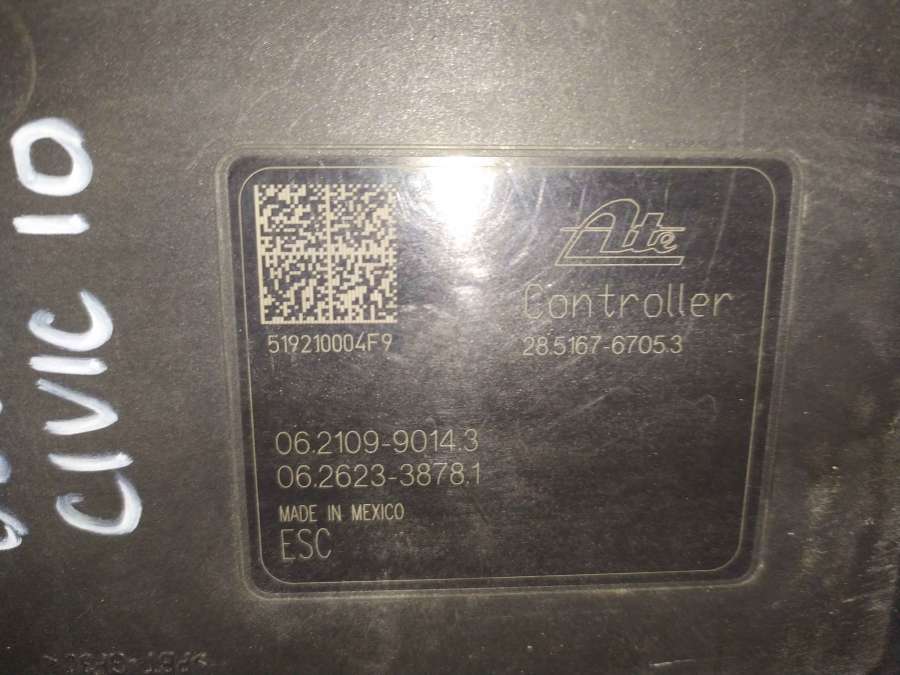 CIVIC 10
Ate
Controller
519210004F9
28.5167-6705.3
06.2109-9014.3
06.2623-3878.1
MADE IN MEXICO
ESC